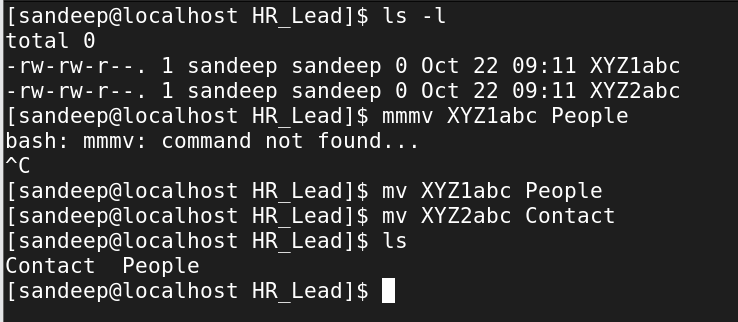 [sandeep@localhost HR_Lead]$ ls -l
total 0
-rw-rw-r--. 1 sandeep sandeep 0 Oct 22 09:11 XYZ1abc
-rw-rw-r--. 1 sandeep sandeep 0 Oct 22 09:11 XYZ2abc
[sandeep@localhost HR_Lead]$ mmmv XYZ1abc People
bash: mmmv: command not found...
^C
[sandeep@localhost HR_Lead]$ mv XYZ1abc People
[sandeep@localhost HR_Lead]$ mv XYZ2abc Contact
[sandeep@localhost HR_Lead]$ ls
Contact  People
[sandeep@localhost HR_Lead]$